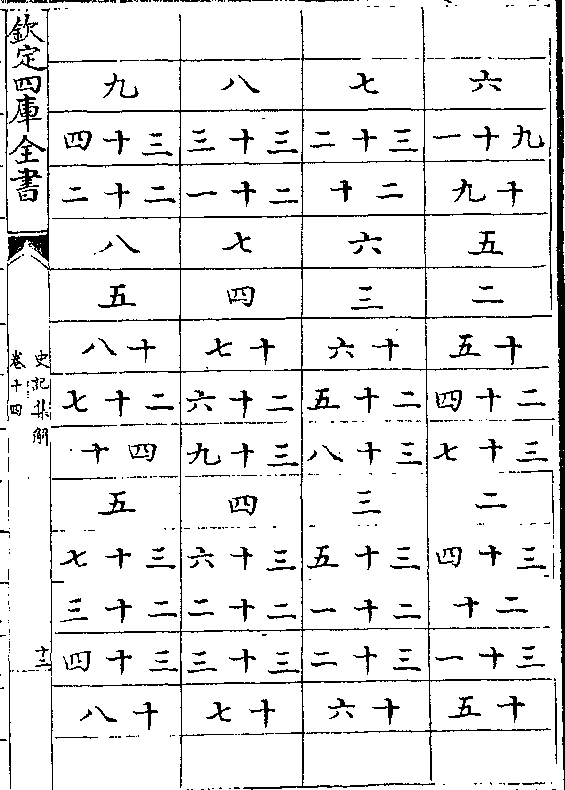 六 九十一 十九 五 二 十五 二十四 三十七 二 三十四 二十 三十一 十五
七 三十二 二十 六 三 十六 二十五 三十八 三 三十五 二十一 三十二 十六
八 三十三 二十一 七 四 十七 二十六 三十九 四 三十六 二十二 三十三 十七
九 三十四 二十二 八 五 十八 二十七 四十 五 三十七 二十三 三十四 十八
欽定四庫全書
史記集解
卷十四